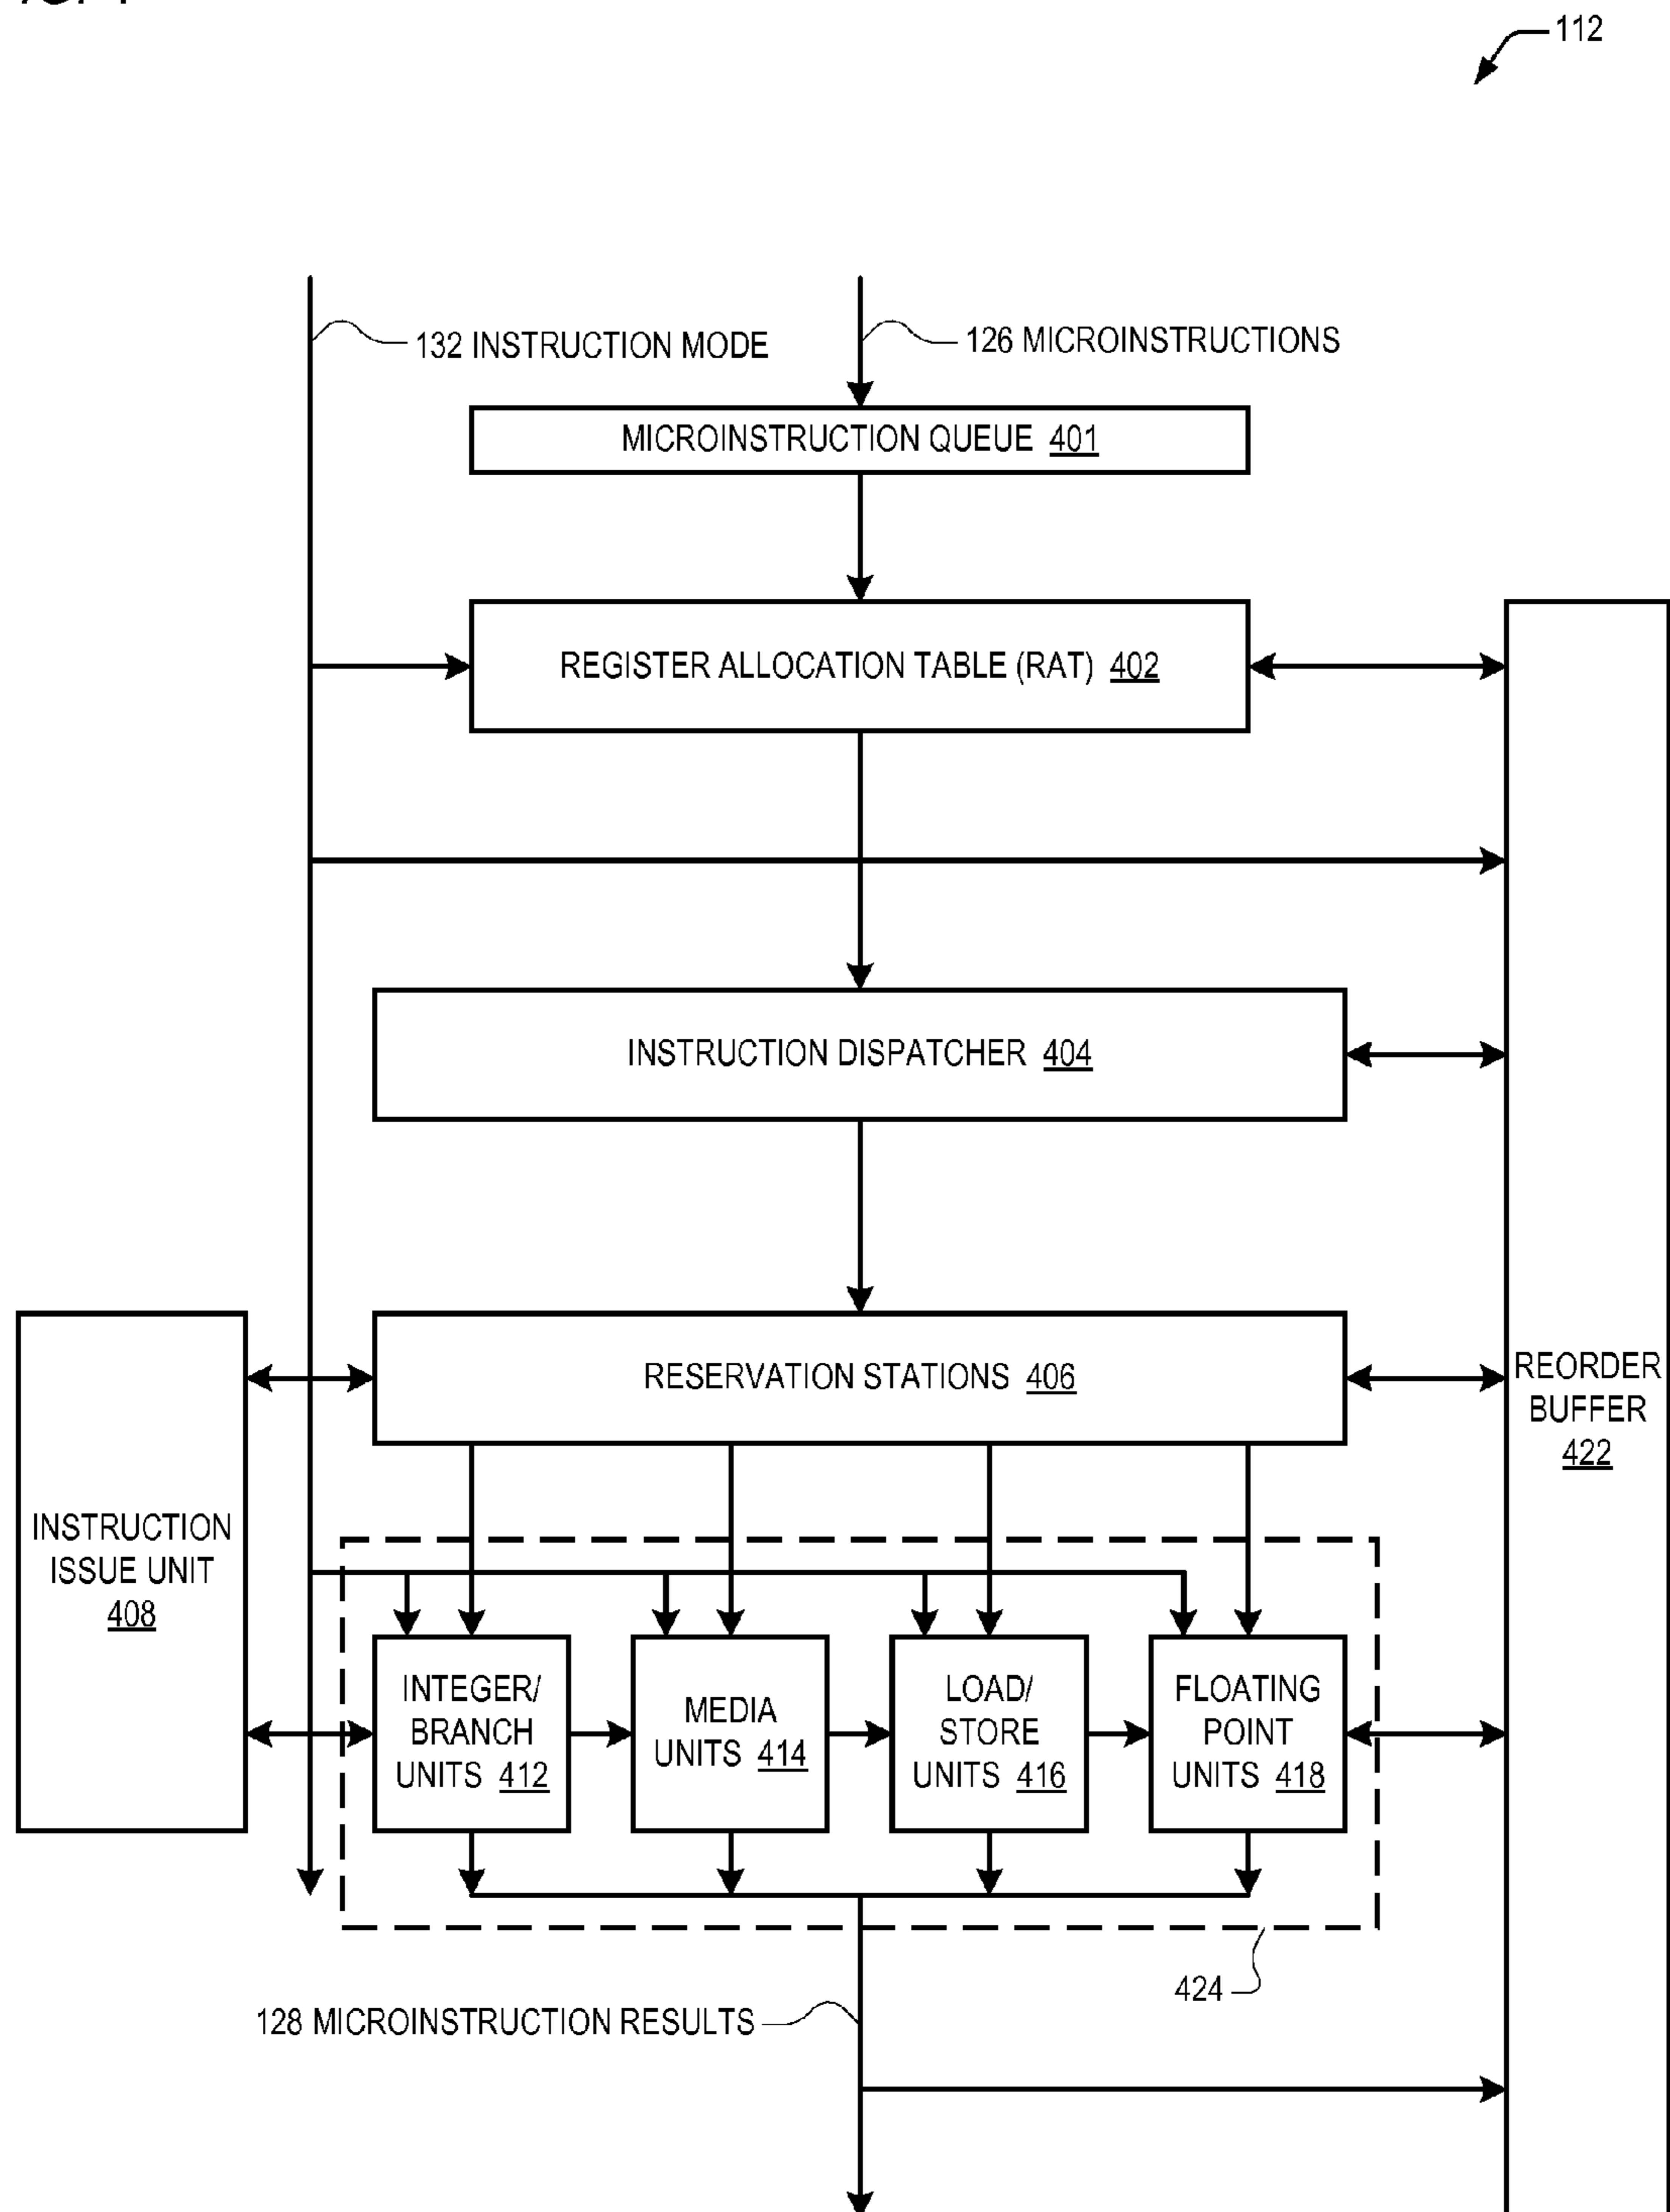 112
132 INSTRUCTION MODE
126 MICROINSTRUCTIONS
MICROINSTRUCTION QUEUE 401
REGISTER ALLOCATION TABLE (RAT) 402
INSTRUCTION DISPATCHER 404
RESERVATION STATIONS 406
REORDER
BUFFER
422
INSTRUCTION
ISSUE UNIT
408
INTEGER/
BRANCH
UNITS 412
MEDIA
UNITS 414
LOAD/
STORE
UNITS 416
FLOATING
POINT
UNITS 418
424
128 MICROINSTRUCTION RESULTS